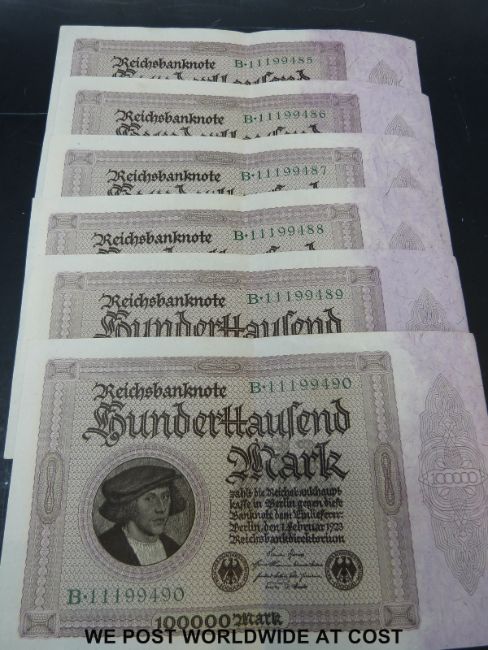 Reichsbanknote B·11199485
Reichsbanknote B·11199486
Reichsbanknote B·11199487
Reichsbanknote B·11199488
Reichsbanknote B·11199489
Hunderttausend
Reichsbanknote B·11199490
Hunderttausend
Mark
zahlt die Reichsbankhaupt-
kasse in Berlin gegen diese
Banknote dem Einlieferer.
Berlin, den 1. Februar 1923
Reichsbankdirektorium
100000
B·11199490
100000 Mark
WE POST WORLDWIDE AT COST